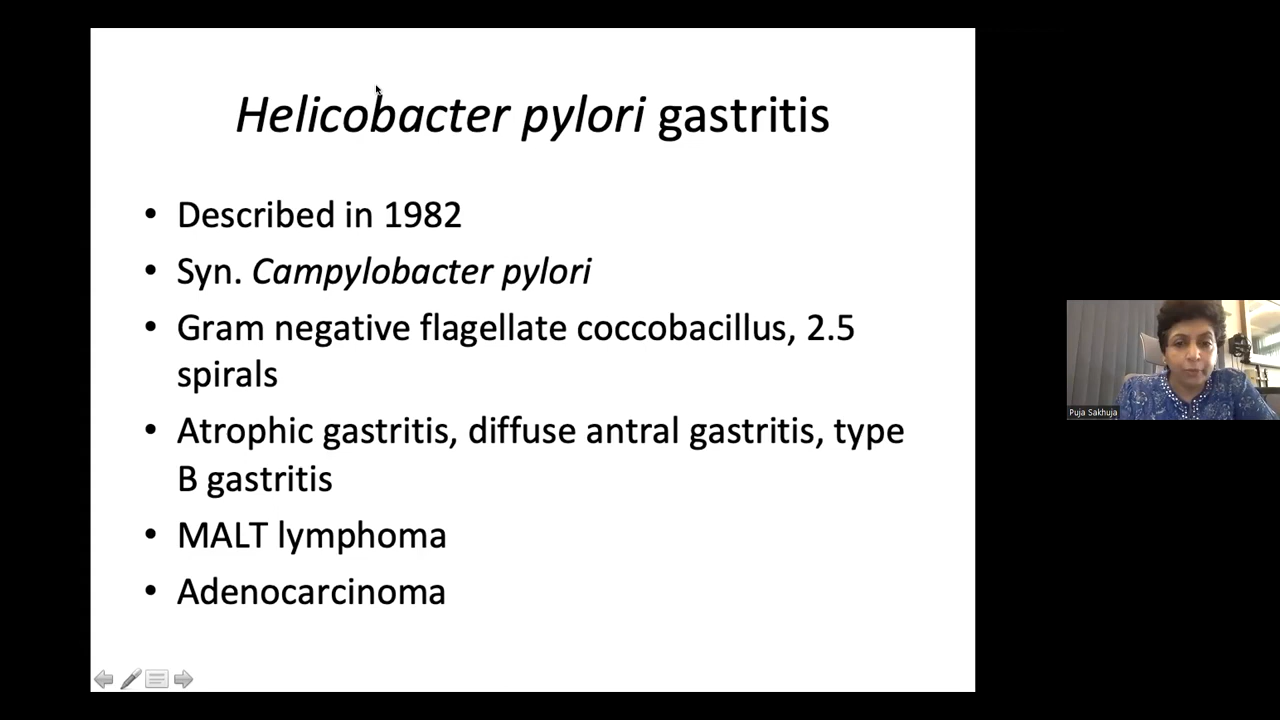 Helicobacter pylori gastritis
• Described in 1982
• Syn. Campylobacter pylori
• Gram negative flagellate coccobacillus, 2.5
spirals
• Atrophic gastritis, diffuse antral gastritis, type
B gastritis
• MALT lymphoma
• Adenocarcinoma
Puja Sakhuja